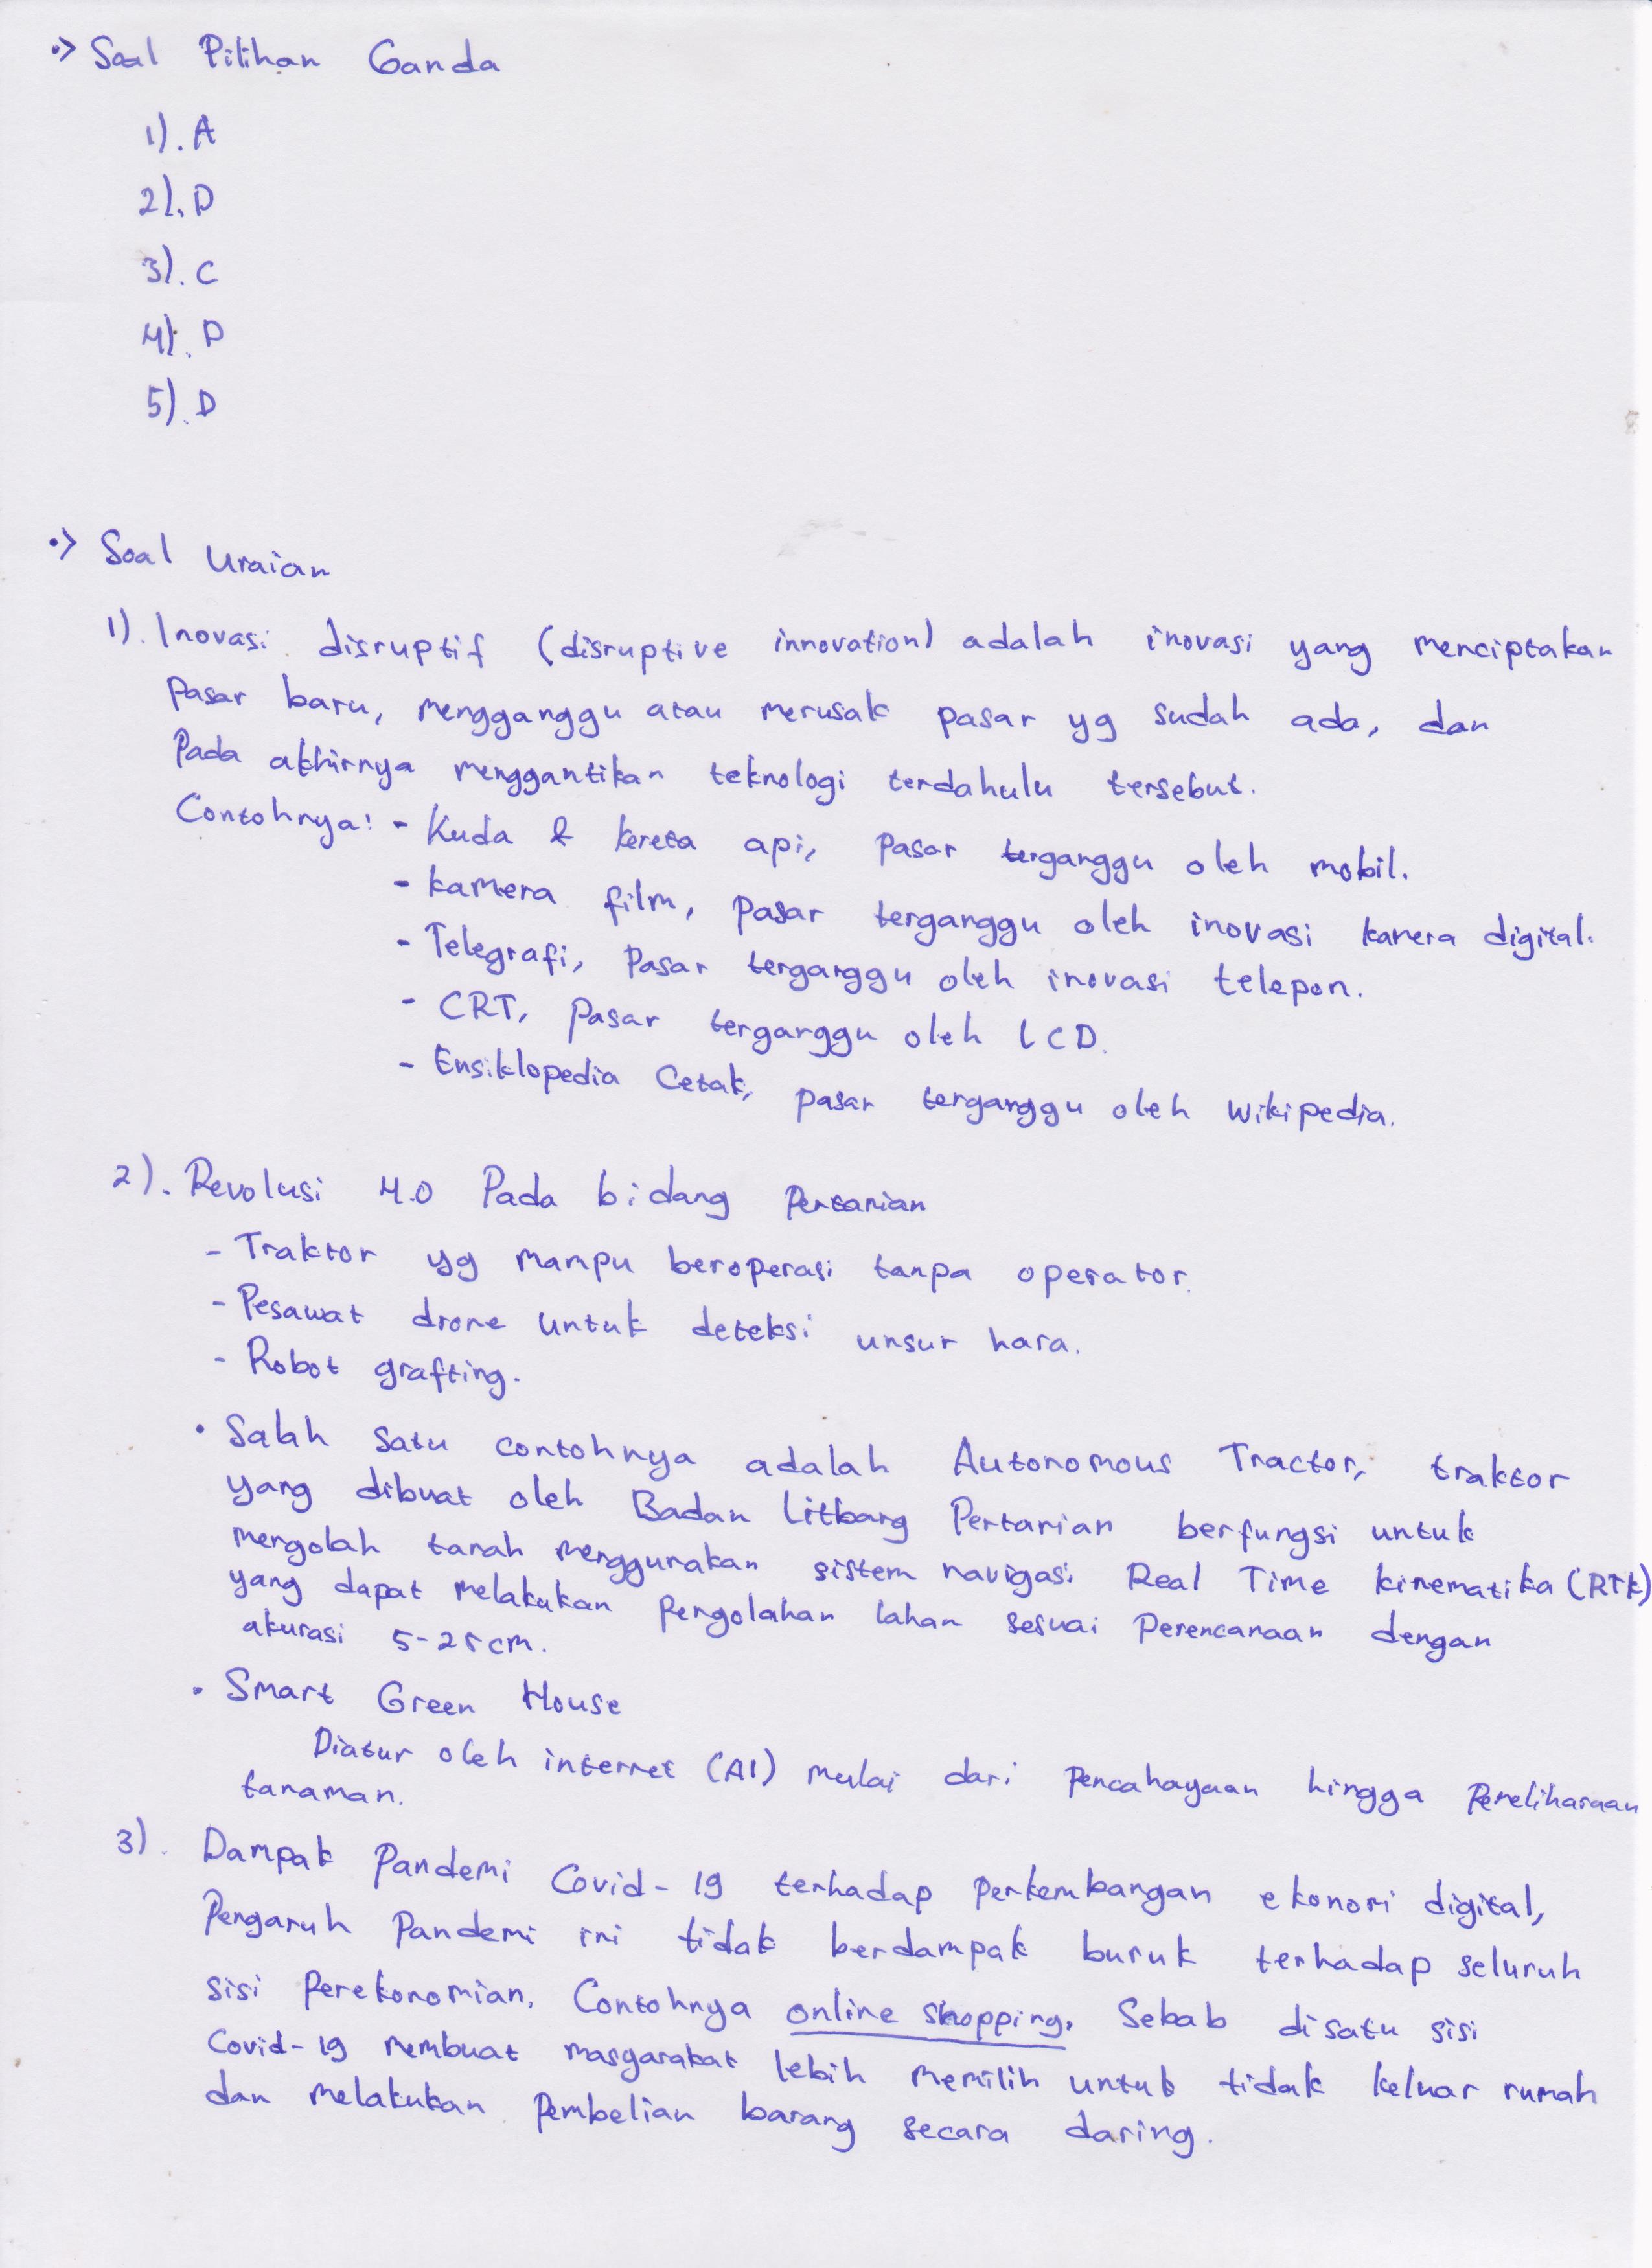 •> Soal Pilihan Ganda
1). A
2). D
3). C
4). D
5). D
•> Soal Uraian
1). Inovasi disruptif (disruptive innovation) adalah inovasi yang menciptakan
Pasar baru, mengganggu atau merusak pasar yg sudah ada, dan
Pada akhirnya menggantikan teknologi terdahulu tersebut.
Contohnya: - Kuda & kereta api, Pasar terganggu oleh mobil.
- kamera film, pasar terganggu oleh inovasi kamera digital.
- Telegrafi, Pasar terganggu oleh inovasi telepon.
- CRT, Pasar terganggu oleh LCD.
- Ensiklopedia Cetak, pasar terganggu oleh wikipedia.
2). Revolusi 4.0 Pada bidang Pertanian
- Traktor yg mampu beroperasi tanpa operator.
- Pesawat drone untuk deteksi unsur hara.
- Robot grafting.
• Salah satu contohnya adalah Autonomous Tractor, traktor
yang dibuat oleh Badan Litbang Pertanian berfungsi untuk
mengolah tanah menggunakan sistem navigasi Real Time kinematika (RTK)
yang dapat melakukan Pengolahan lahan sesuai Perencanaan dengan
akurasi 5-25 cm.
• Smart Green House
Diatur oleh internet (AI) mulai dari Pencahayaan hingga Pemeliharaan
tanaman.
3). Dampak Pandemi Covid-19 terhadap perkembangan ekonomi digital,
Pengaruh Pandemi ini tidak berdampak buruk terhadap seluruh
sisi Perekonomian. Contohnya online shopping. Sebab disatu sisi
Covid-19 membuat masyarakat lebih memilih untuk tidak keluar rumah
dan melakukan Pembelian barang secara daring.